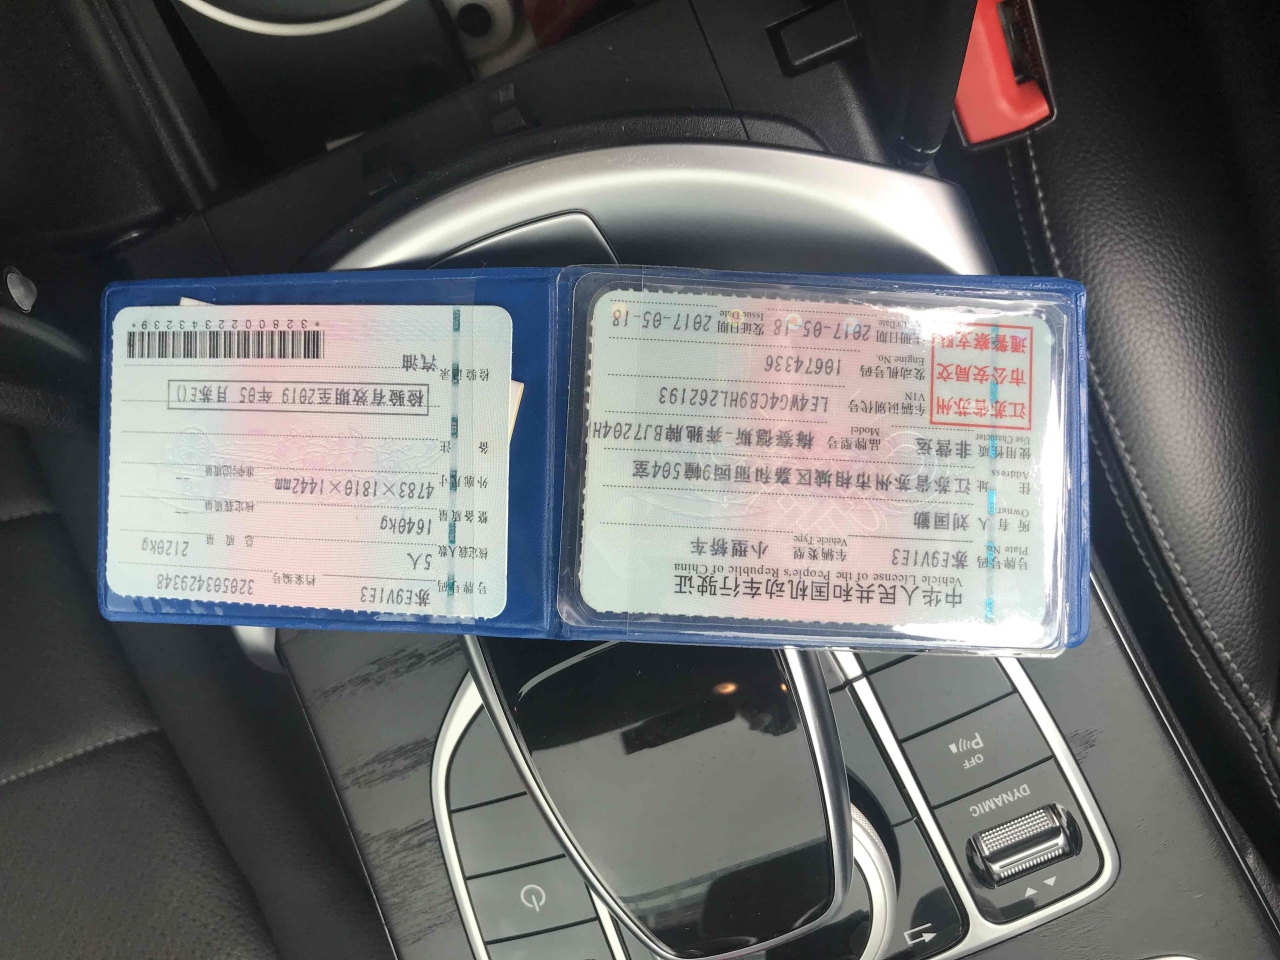 中华人民共和国机动车行驶证
Vehicle License of the People's Republic of China
号牌号码 苏E9V1E3 车辆类型 小型轿车
Plate No. Vehicle Type
所有人 刘国勤
Owner
住址 江苏省苏州市相城区嘉和丽园9幢504室
Address
使用性质 非营运 品牌型号 梅赛德斯-奔驰牌BJ7204H
Use Character Model
江苏省苏州
市公安局交
通警察支队
车辆识别代号 LE4WG4CB9HL262193
VIN
发动机号码 10674336
Engine No.
注册日期 2017-05-18 发证日期 2017-05-18
Issue Date
号牌号码 苏E9V1E3 档案编号 320503429348
核定载人数 5人 总质量 2120kg
整备质量 1640kg 核定载质量 --
外廓尺寸 4783×1810×1442mm 准牵引总质量 --
备注
检验有效期至2019年05月苏E()
检验记录 汽油
*3280022343239*
OFF
DYNAMIC